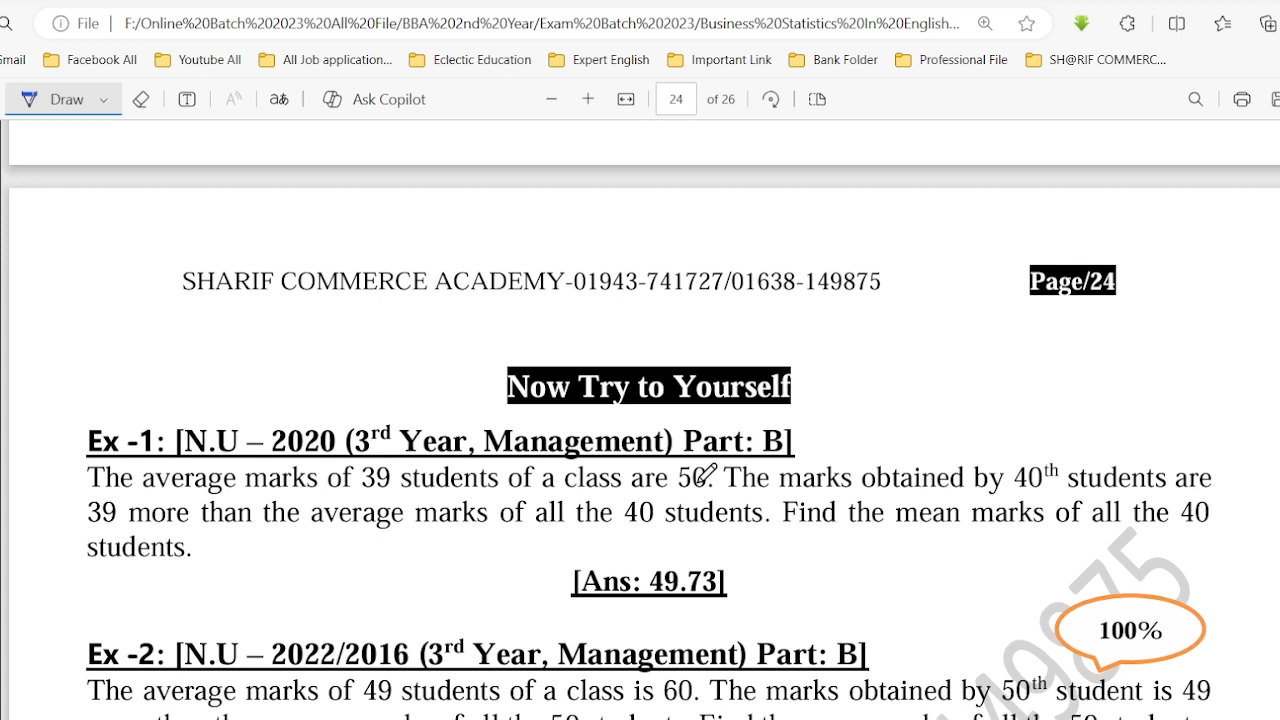 File F:/Online%20Batch%202023%20All%20File/BBA%202nd%20Year/Exam%20Batch%202023/Business%20Statistics%20In%20English...
Gmail Facebook All Youtube All All Job application... Eclectic Education Expert English Important Link Bank Folder Professional File SH@RIF COMMERC...
Draw aあ Ask Copilot 24 of 26
SHARIF COMMERCE ACADEMY-01943-741727/01638-149875 Page/24
Now Try to Yourself
Ex -1: [N.U – 2020 (3rd Year, Management) Part: B]
The average marks of 39 students of a class are 50. The marks obtained by 40th students are
39 more than the average marks of all the 40 students. Find the mean marks of all the 40
students.
[Ans: 49.73]
100%
Ex -2: [N.U – 2022/2016 (3rd Year, Management) Part: B]
The average marks of 49 students of a class is 60. The marks obtained by 50th student is 49